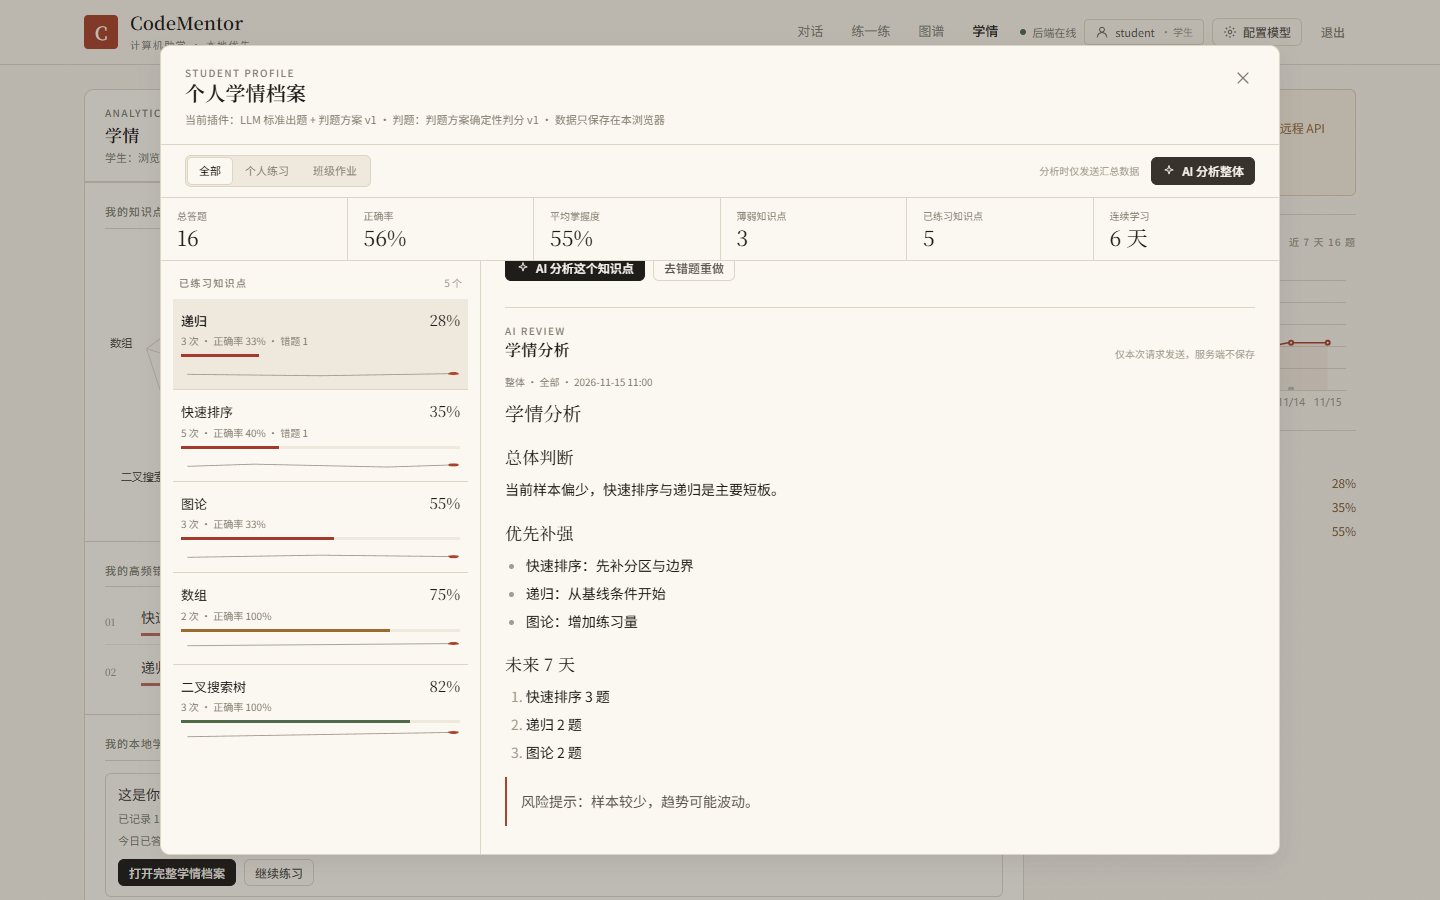 C
CodeMentor
计算机助学 · 本地优先
对话
练一练
图谱
学情
后端在线
student · 学生
配置模型
退出
ANALYTIC
学情
学生：浏览
我的知识点
数组
二叉搜索
我的高频错
01
快速
02
递归
我的本地学
这是你
已记录 1
今日已答
打开完整学情档案
继续练习
STUDENT PROFILE
个人学情档案
当前插件：LLM 标准出题 + 判题方案 v1 · 判题：判题方案确定性判分 v1 · 数据只保存在本浏览器
全部
个人练习
班级作业
分析时仅发送汇总数据
AI 分析整体
总答题
16
正确率
56%
平均掌握度
55%
薄弱知识点
3
已练习知识点
5
连续学习
6 天
已练习知识点
5 个
递归
28%
3 次 · 正确率 33% · 错题 1
快速排序
35%
5 次 · 正确率 40% · 错题 1
图论
55%
3 次 · 正确率 33%
数组
75%
2 次 · 正确率 100%
二叉搜索树
82%
3 次 · 正确率 100%
AI 分析这个知识点
去错题重做
AI REVIEW
学情分析
仅本次请求发送，服务端不保存
整体 · 全部 · 2026-11-15 11:00
学情分析
总体判断
当前样本偏少，快速排序与递归是主要短板。
优先补强
快速排序：先补分区与边界
递归：从基线条件开始
图论：增加练习量
未来 7 天
1. 快速排序 3 题
2. 递归 2 题
3. 图论 2 题
风险提示：样本较少，趋势可能波动。
远程 API
近 7 天 16 题
11/14
11/15
28%
35%
55%